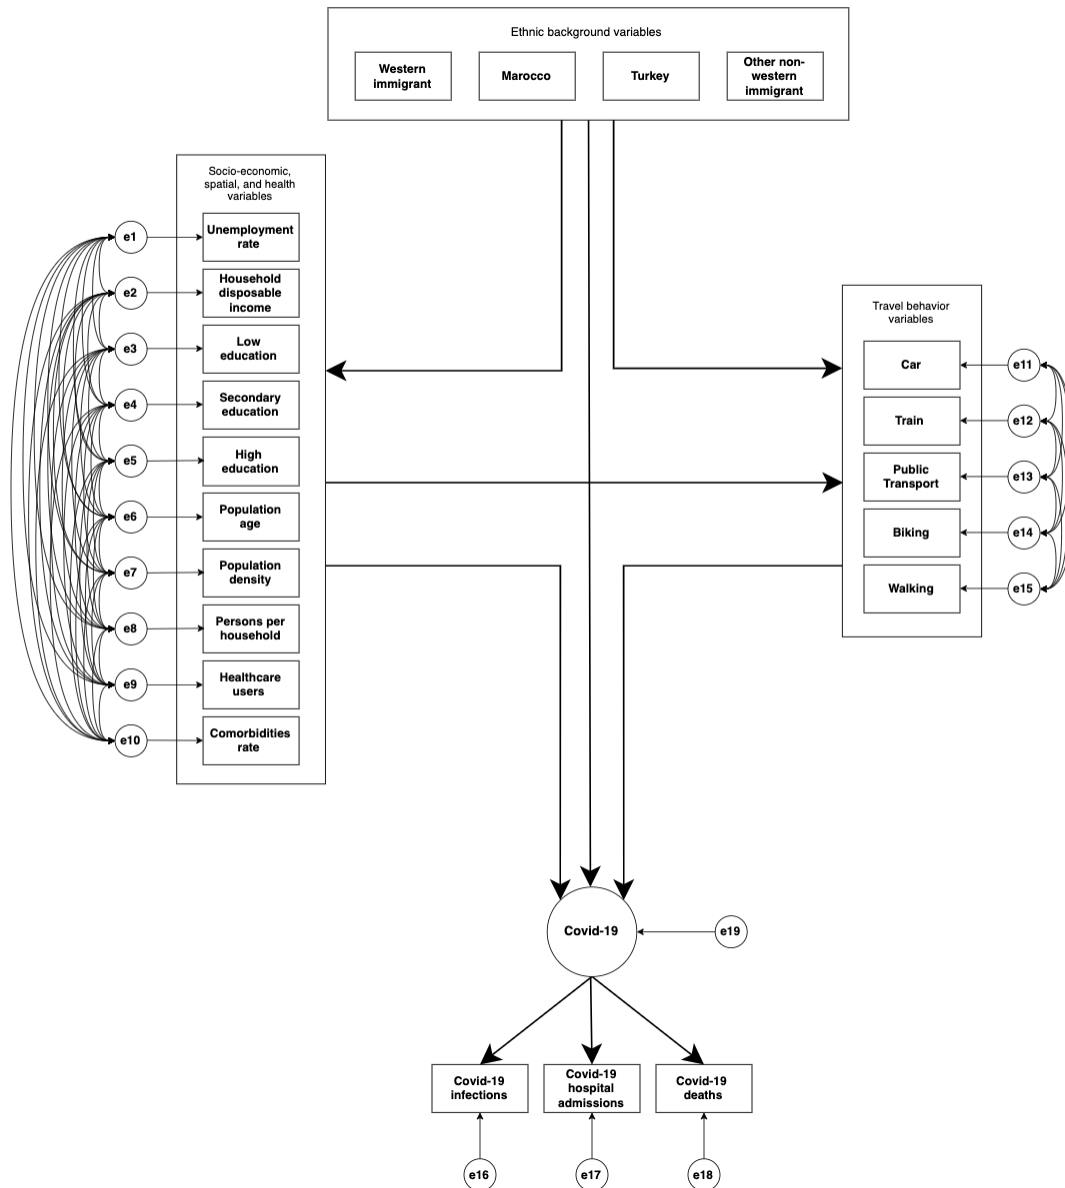 Ethnic background variables
Western
immigrant
Marocco
Turkey
Other non-
western
immigrant
Socio-economic,
spatial, and health
variables
e1
Unemployment
rate
e2
Household
disposable
income
e3
Low
education
e4
Secondary
education
e5
High
education
e6
Population
age
e7
Population
density
e8
Persons per
household
e9
Healthcare
users
e10
Comorbidities
rate
Travel behavior
variables
Car
e11
Train
e12
Public
Transport
e13
Biking
e14
Walking
e15
Covid-19
e19
Covid-19
infections
Covid-19
hospital
admissions
Covid-19
deaths
e16
e17
e18